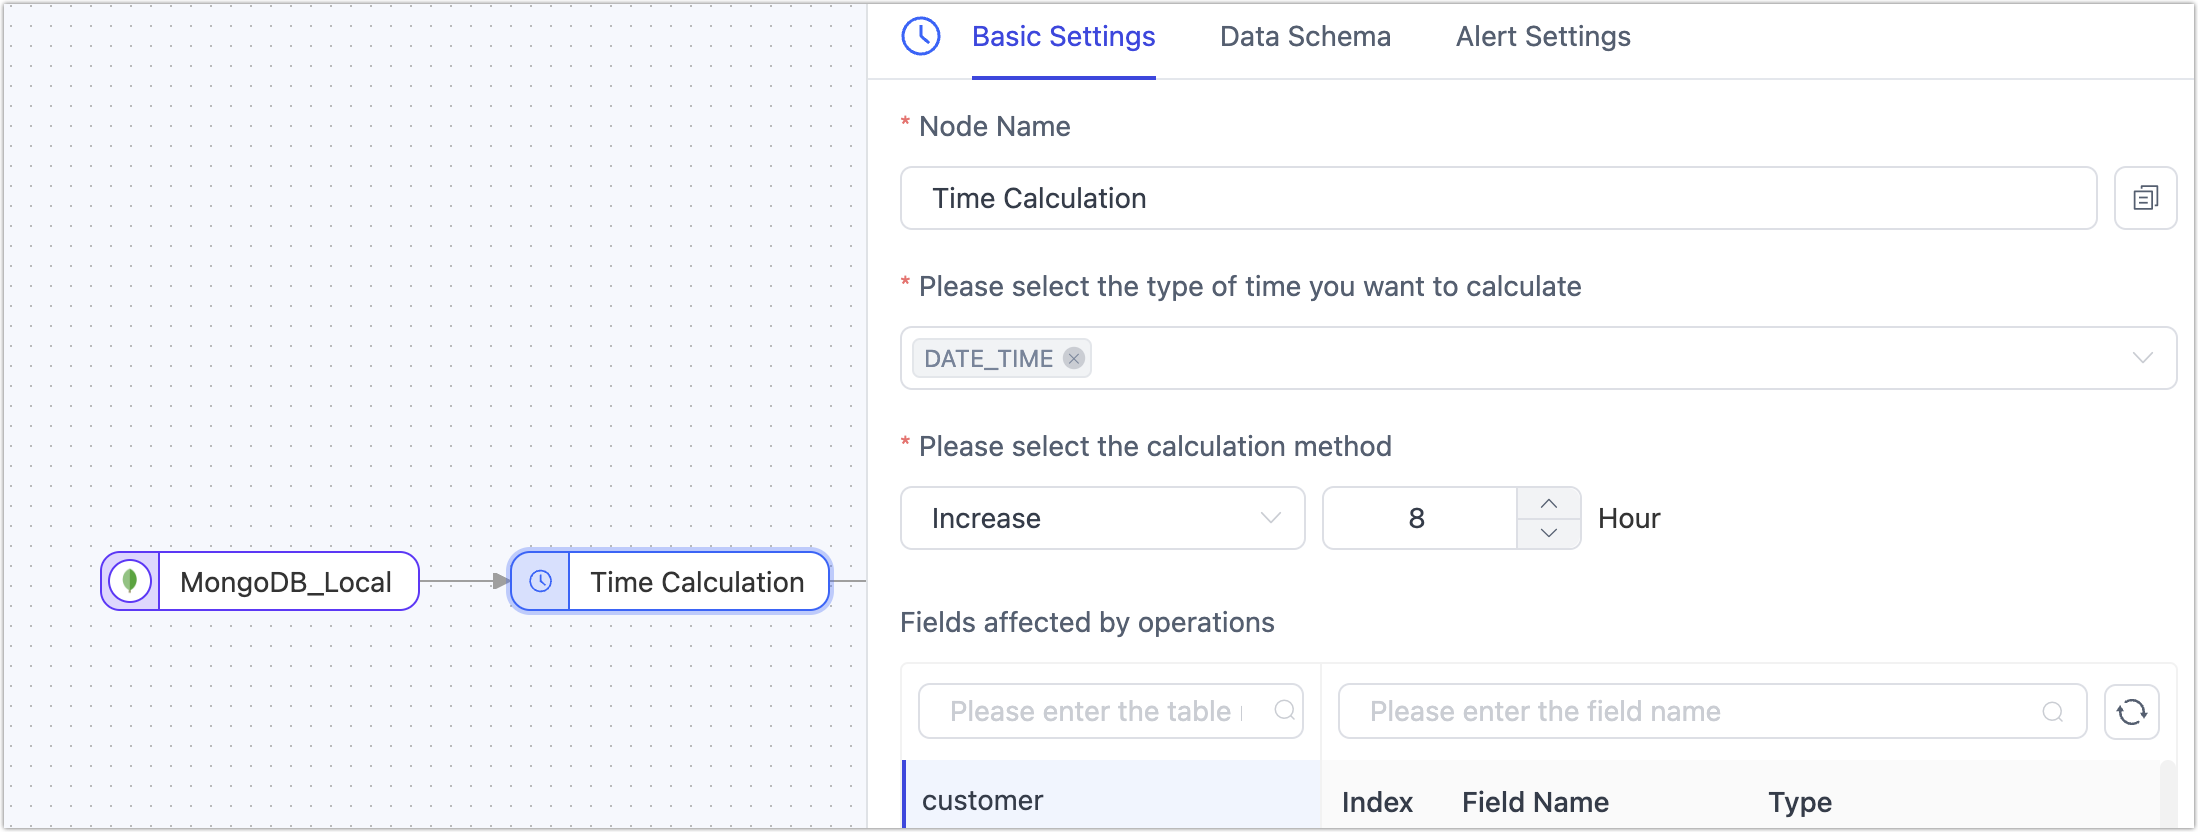 Basic Settings Data Schema Alert Settings
* Node Name
Time Calculation
* Please select the type of time you want to calculate
DATE_TIME
* Please select the calculation method
Increase 8 Hour
MongoDB_Local Time Calculation
Fields affected by operations
Please enter the table Please enter the field name
customer Index Field Name Type